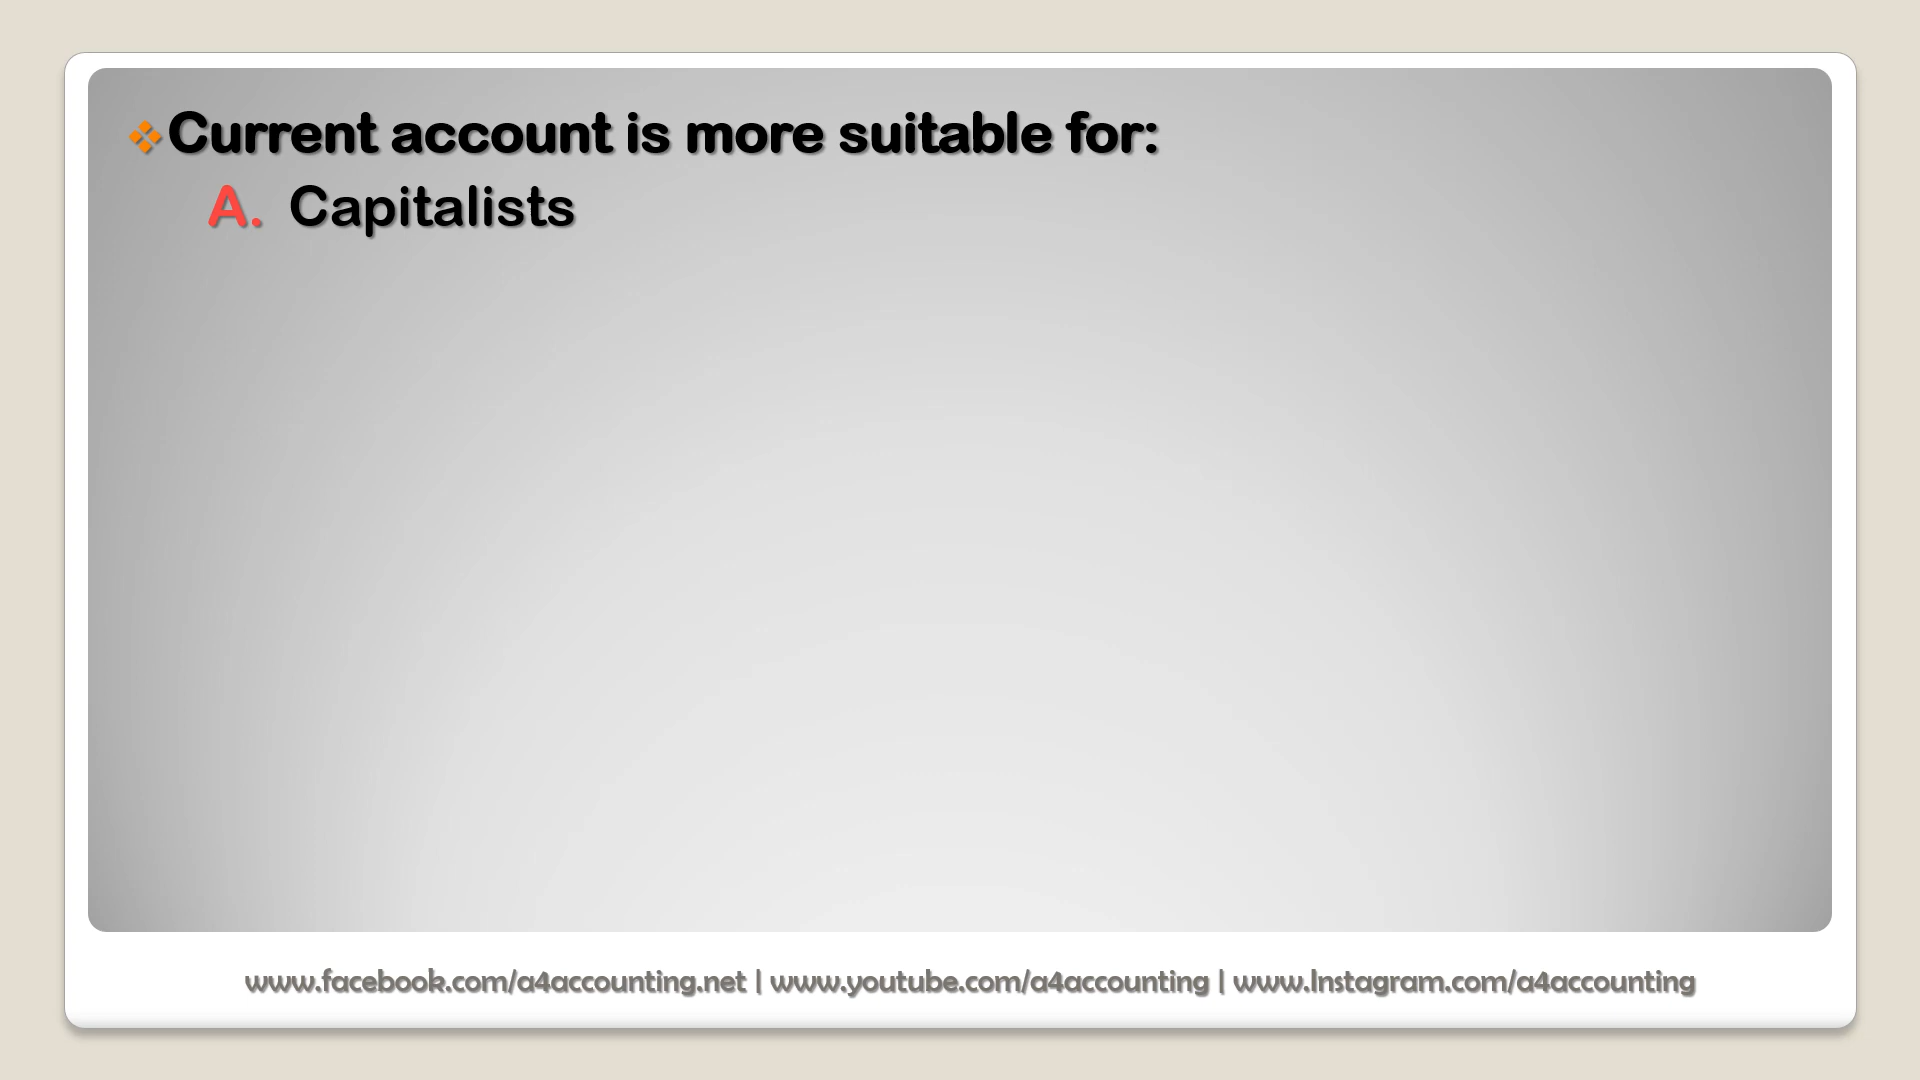 Current account is more suitable for:
A. Capitalists
www.facebook.com/a4accounting.net | www.youtube.com/a4accounting | www.Instagram.com/a4accounting